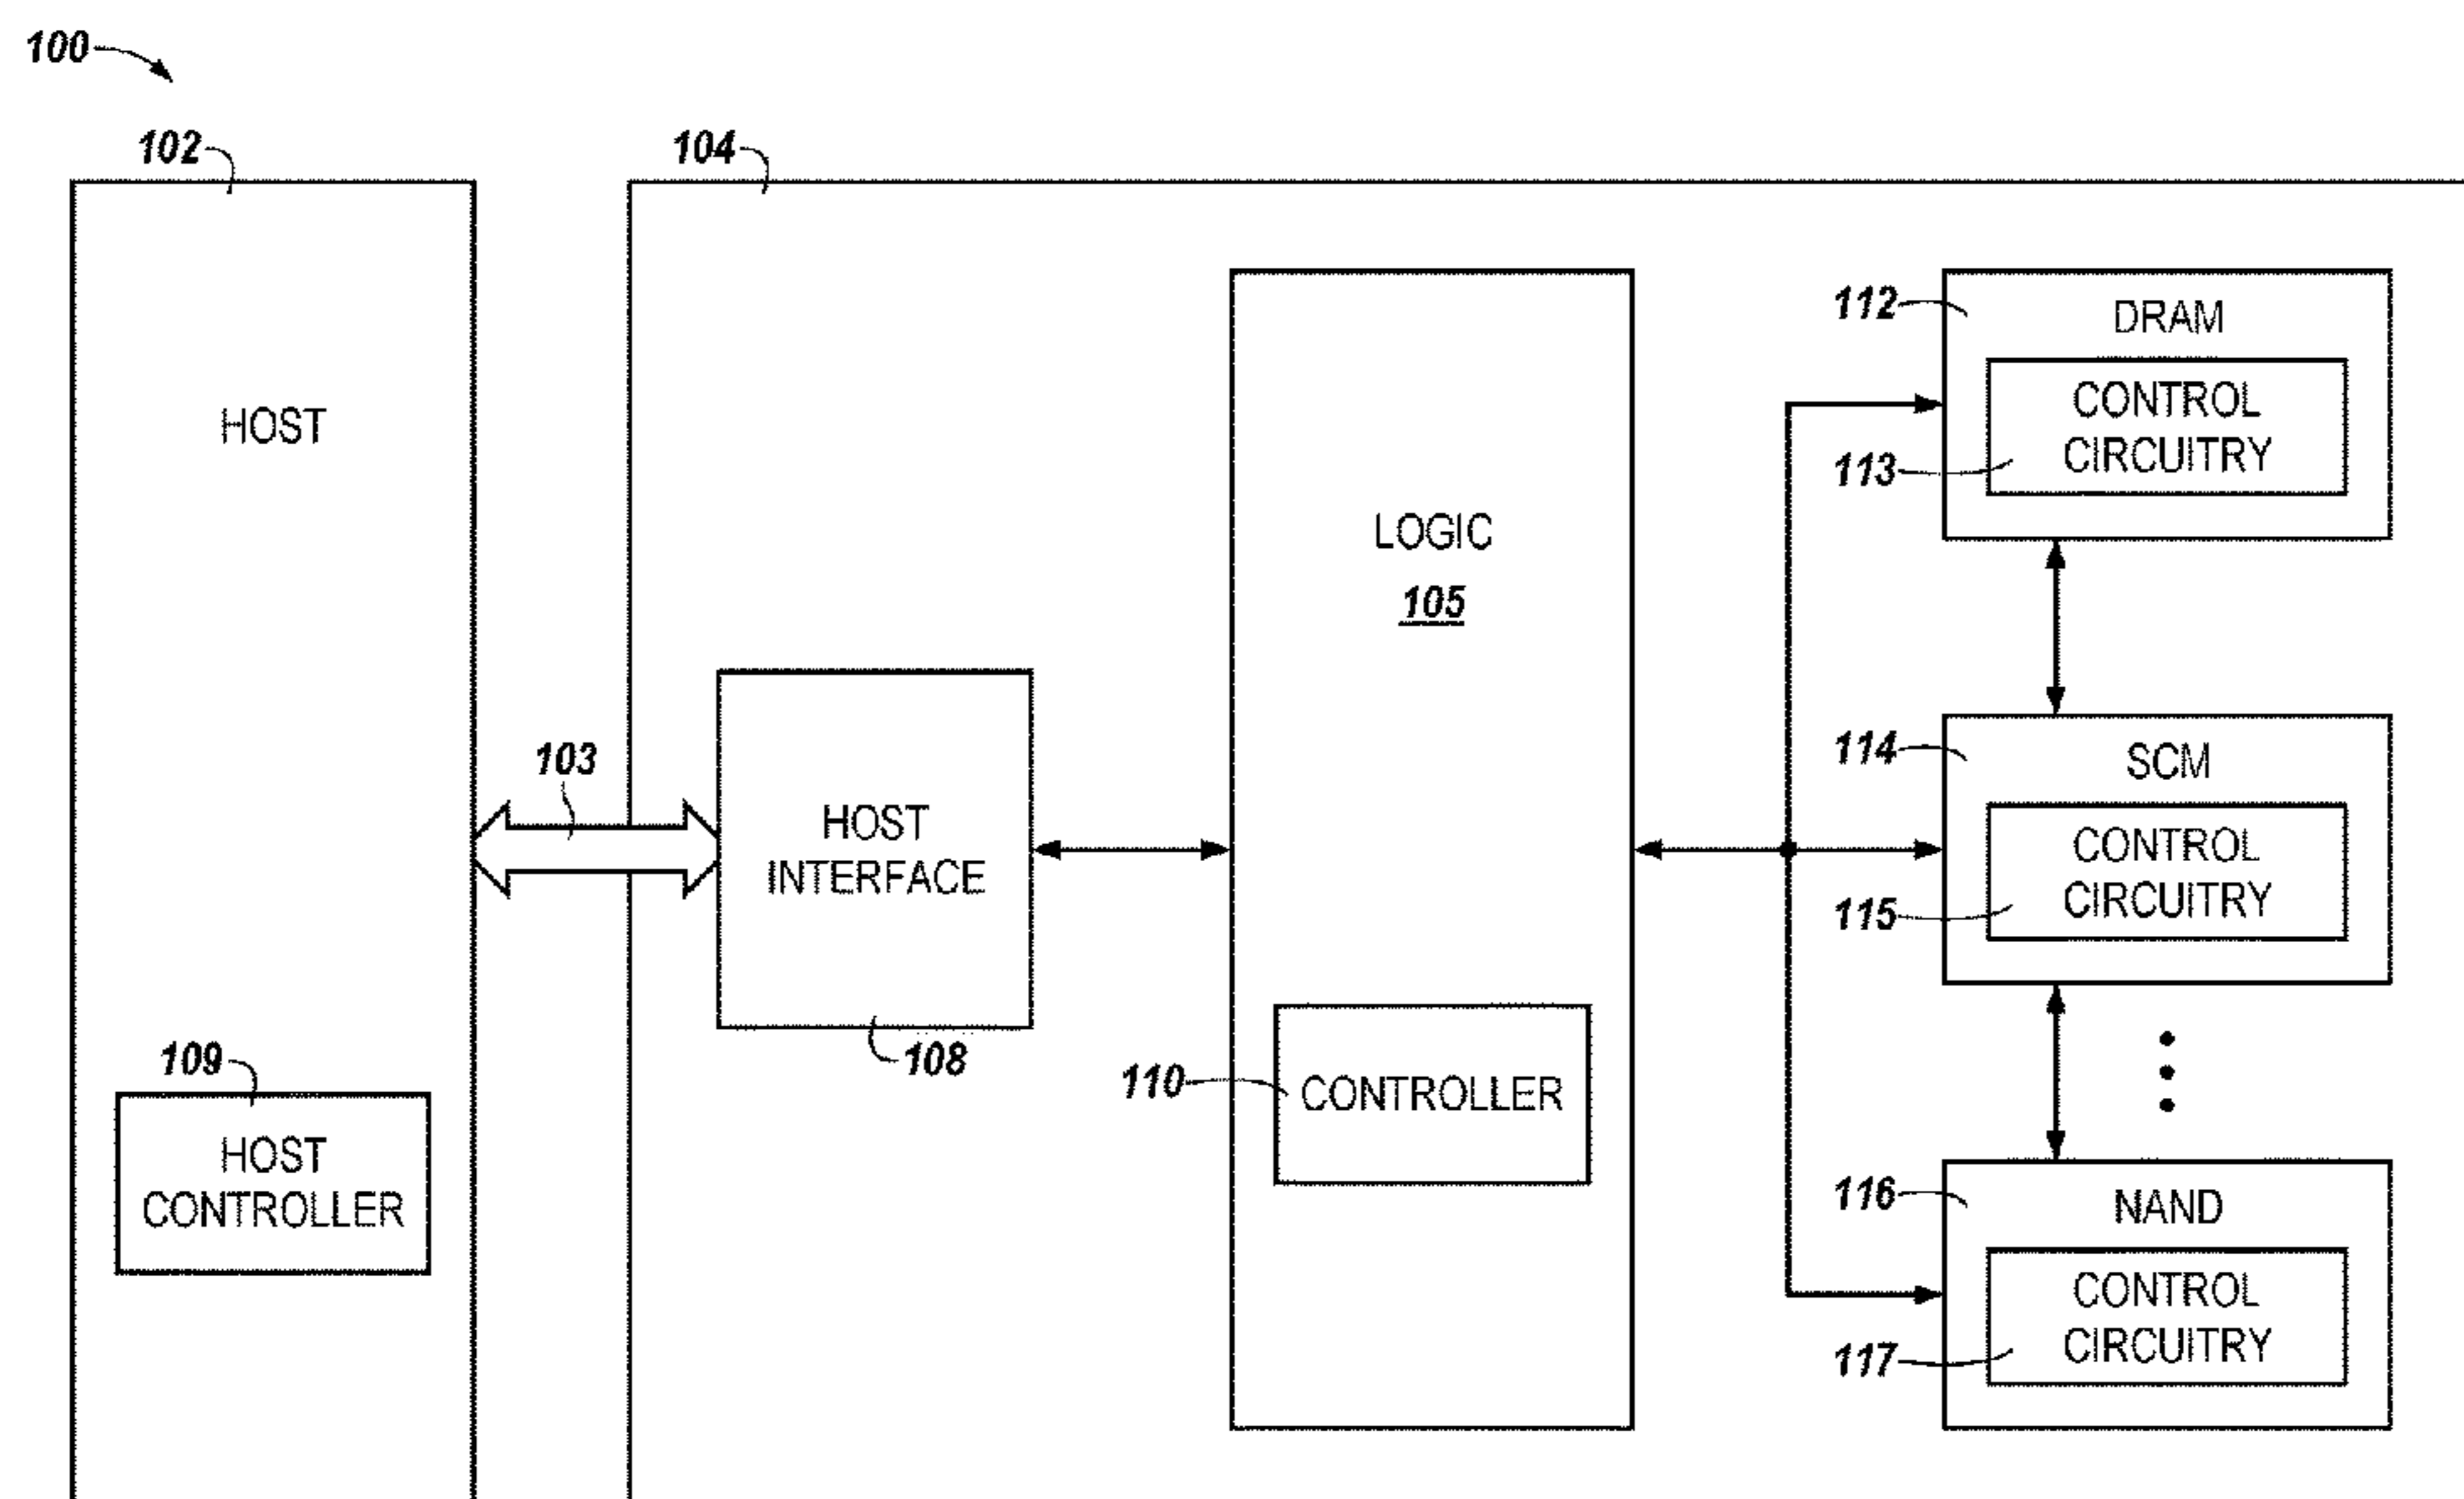 100
102
104
HOST
109
HOST
CONTROLLER
103
HOST
INTERFACE
108
LOGIC
105
110
CONTROLLER
112
DRAM
CONTROL
CIRCUITRY
113
114
SCM
CONTROL
CIRCUITRY
115
116
NAND
CONTROL
CIRCUITRY
117